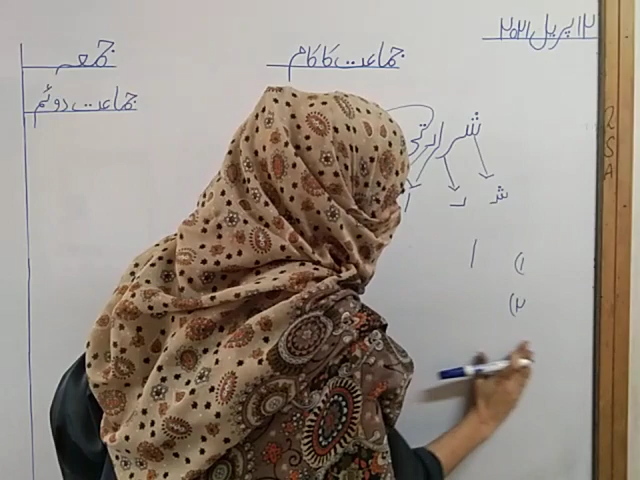 ۱۲ اپریل ۲۰۲۱
جماعت کا کام
جمعہ
جماعت دوئم
شرارتی
ش ر ا
۱) ا
۲)